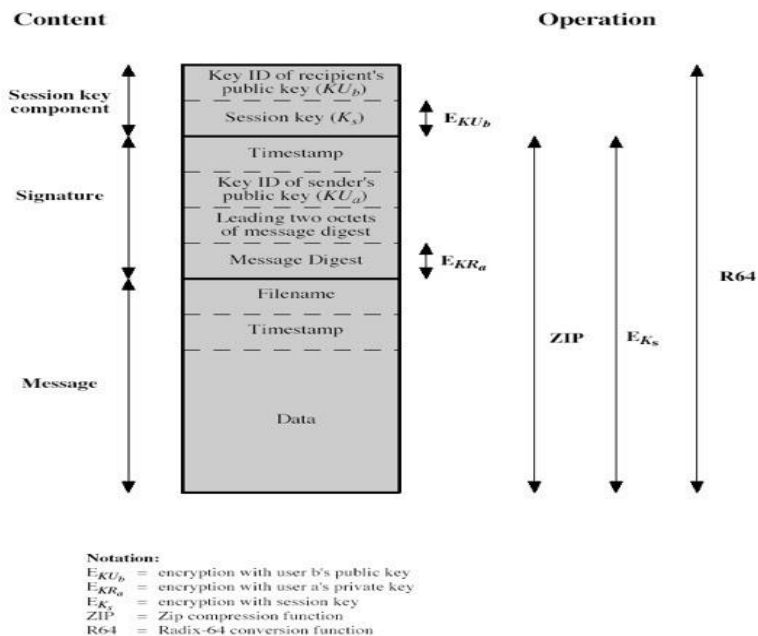 Content
Operation
Session key
component
Key ID of recipient's
public key (KUb)
Session key (Ks)
EKUb
Signature
Timestamp
Key ID of sender's
public key (KUa)
Leading two octets
of message digest
Message Digest
EKRa
Message
Filename
Timestamp
Data
ZIP
EKs
R64
Notation:
EKUb = encryption with user b's public key
EKRa = encryption with user a's private key
EKs = encryption with session key
ZIP = Zip compression function
R64 = Radix-64 conversion function